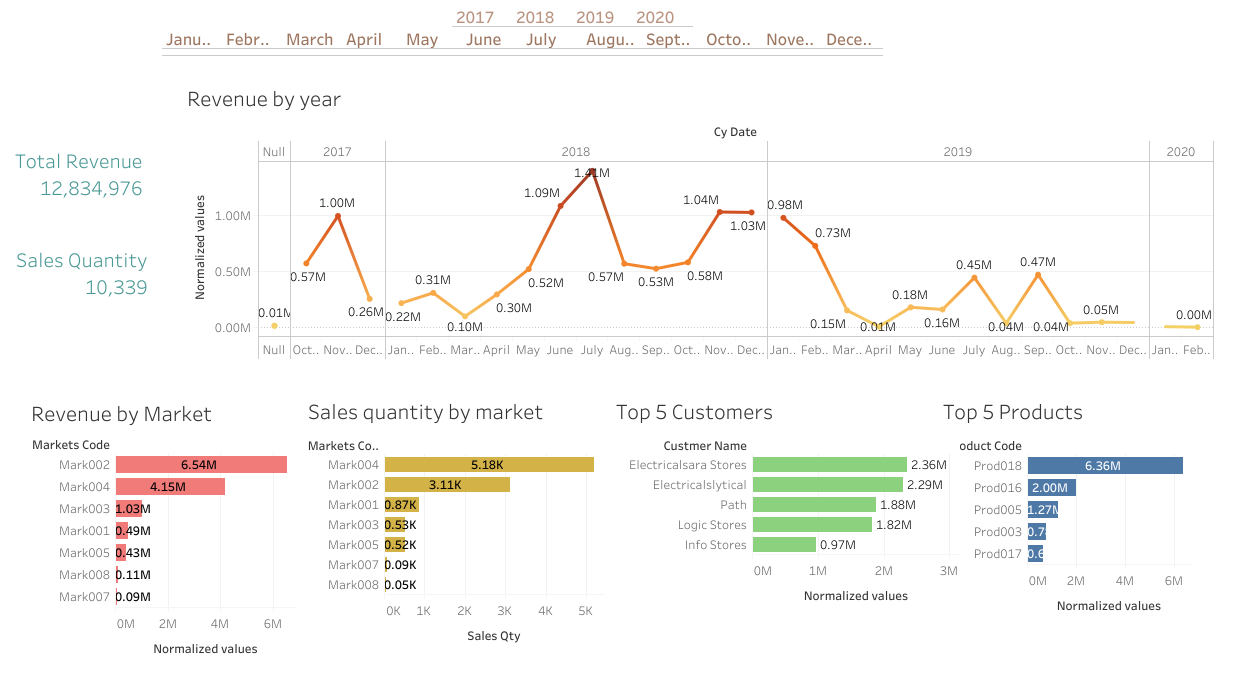 2017 2018 2019 2020
Janu.. Febr.. March April May June July Augu.. Sept.. Octo.. Nove.. Dece..
Revenue by year
Cy Date
Null 2017 2018 2019 2020
Total Revenue
12,834,976
Sales Quantity
10,339
Normalized values
1.00M
0.50M
0.00M
0.01M
0.57M 1.00M 0.26M
0.22M 0.31M 0.10M 0.30M 0.52M 1.09M 1.41M 0.57M 0.53M 0.58M 1.04M 1.03M
0.98M 0.73M 0.15M 0.01M 0.18M 0.16M 0.45M 0.04M 0.47M 0.04M 0.05M
0.00M
Null Oct.. Nov.. Dec.. Jan.. Feb.. Mar.. April May June July Aug.. Sep.. Oct.. Nov.. Dec.. Jan.. Feb.. Mar.. April May June July Aug.. Sep.. Oct.. Nov.. Dec.. Jan.. Feb..
Revenue by Market
Markets Code
Mark002 6.54M
Mark004 4.15M
Mark003 1.03M
Mark001 0.49M
Mark005 0.43M
Mark008 0.11M
Mark007 0.09M
0M 2M 4M 6M
Normalized values
Sales quantity by market
Markets Co..
Mark004 5.18K
Mark002 3.11K
Mark001 0.87K
Mark003 0.53K
Mark005 0.52K
Mark007 0.09K
Mark008 0.05K
0K 1K 2K 3K 4K 5K
Sales Qty
Top 5 Customers
Custmer Name
Electricalsara Stores 2.36M
Electricalslytical 2.29M
Path 1.88M
Logic Stores 1.82M
Info Stores 0.97M
0M 1M 2M 3M
Normalized values
Top 5 Products
oduct Code
Prod018 6.36M
Prod016 2.00M
Prod005 1.27M
Prod003
Prod017
0M 2M 4M 6M
Normalized values